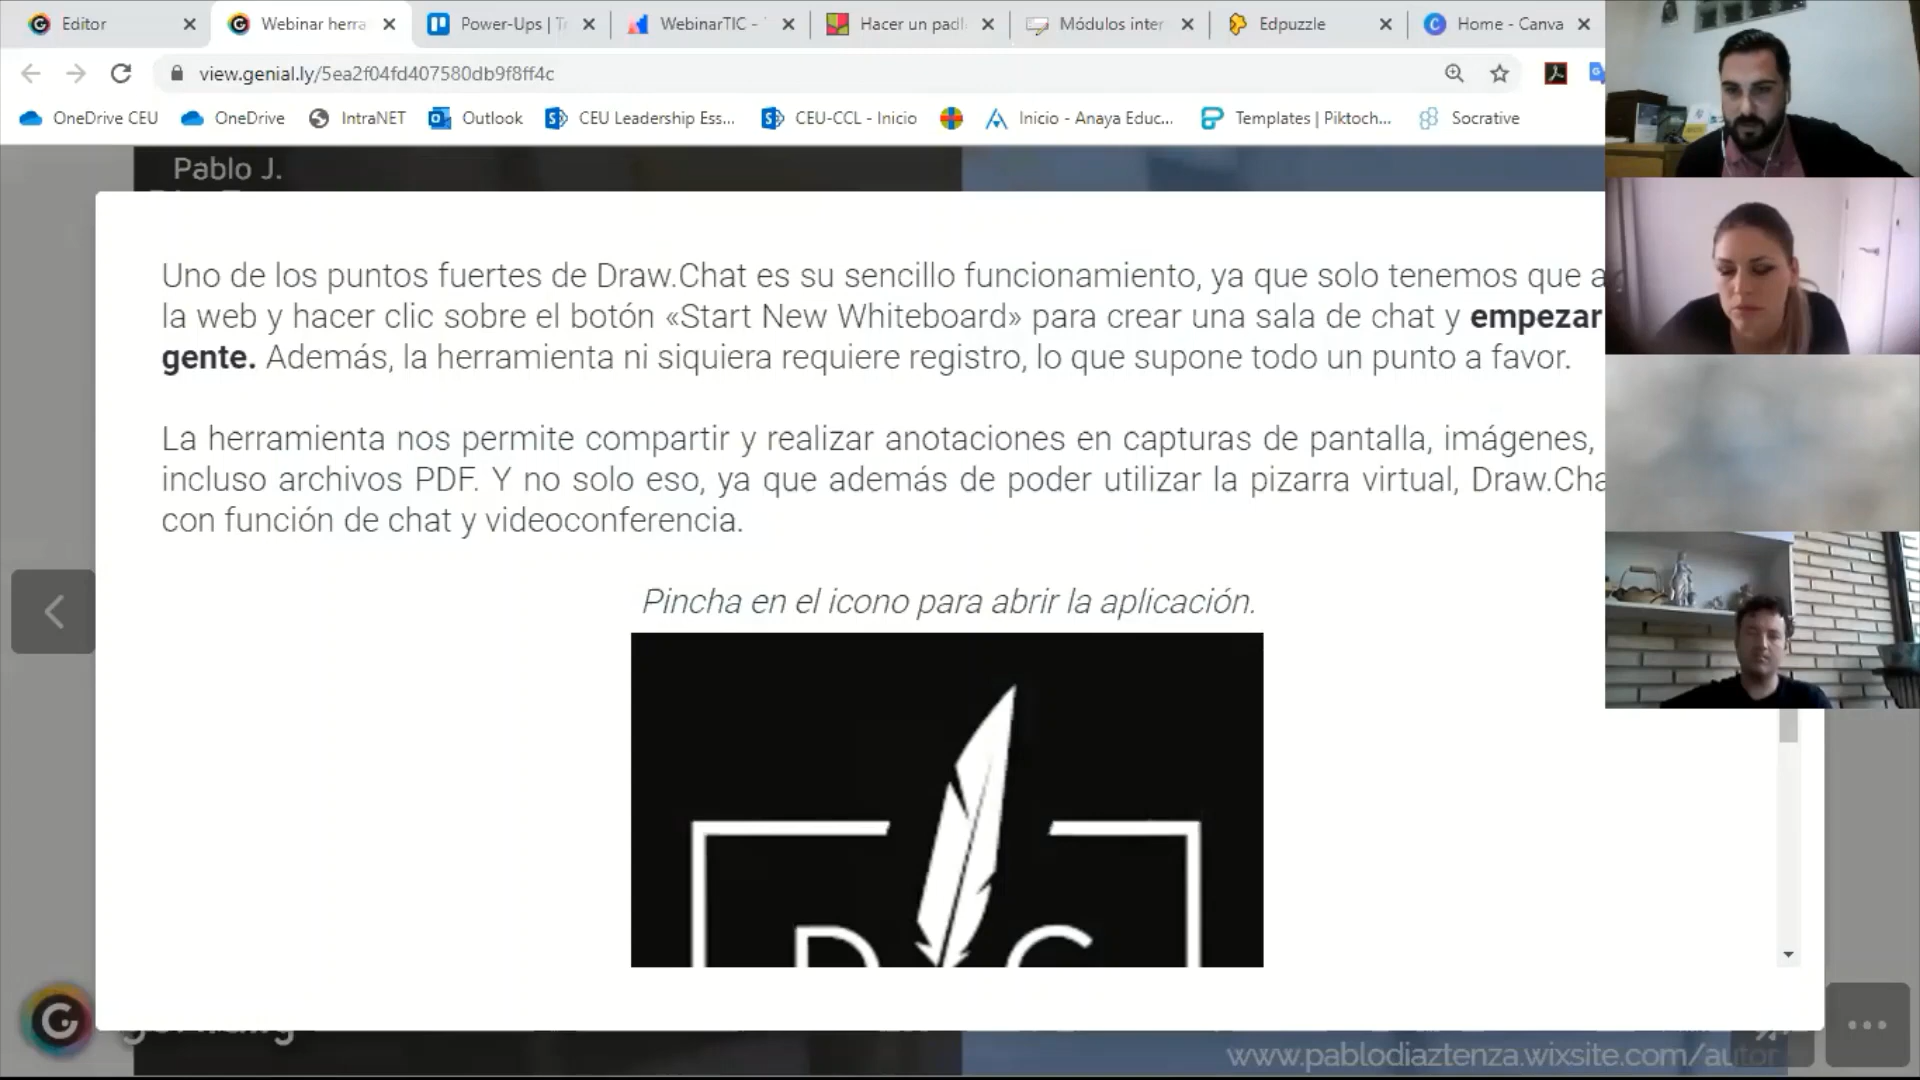 Editor
Webinar herra
Power-Ups | Tr
WebinarTIC -
Hacer un padl
Módulos inter
Edpuzzle
Home - Canva
view.genial.ly/5ea2f04fd407580db9f8ff4c
OneDrive CEU
OneDrive
IntraNET
Outlook
CEU Leadership Ess...
CEU-CCL - Inicio
Inicio - Anaya Educ...
Templates | Piktoch...
Socrative
Pablo J.
Uno de los puntos fuertes de Draw.Chat es su sencillo funcionamiento, ya que solo tenemos que a
la web y hacer clic sobre el botón «Start New Whiteboard» para crear una sala de chat y empezar
gente. Además, la herramienta ni siquiera requiere registro, lo que supone todo un punto a favor.
La herramienta nos permite compartir y realizar anotaciones en capturas de pantalla, imágenes,
incluso archivos PDF. Y no solo eso, ya que además de poder utilizar la pizarra virtual, Draw.Cha
con función de chat y videoconferencia.
Pincha en el icono para abrir la aplicación.
D C
www.pablodiaztenza.wixsite.com/autor